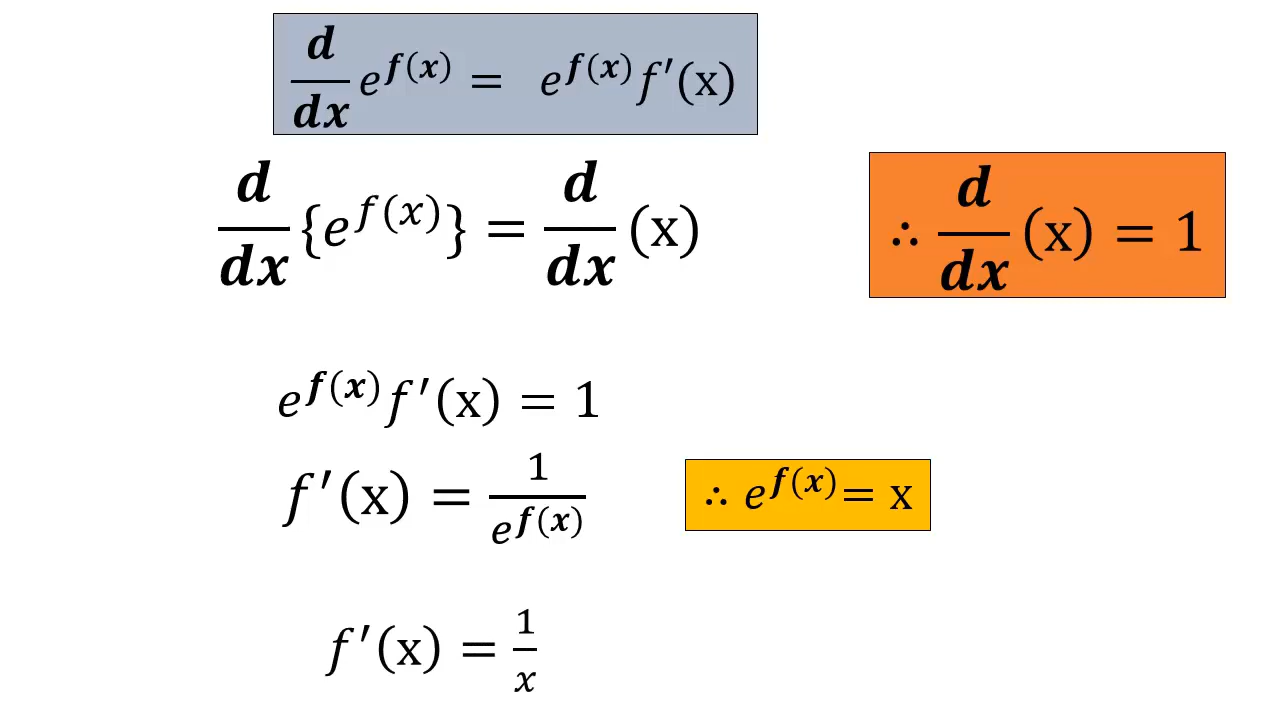 d/dx e^f(x) = e^f(x) f′(x)
d/dx {e^f(x)} = d/dx (x)
∴ d/dx (x) = 1
e^f(x) f′(x) = 1
f′(x) = 1/e^f(x)
∴ e^f(x) = x
f′(x) = 1/x